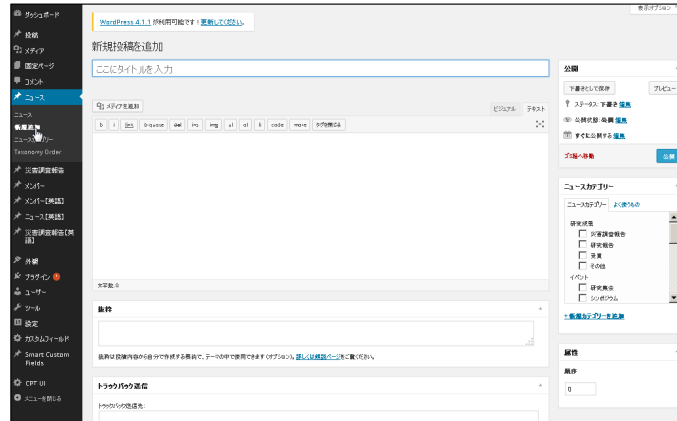 ダッシュボード
投稿
メディア
固定ページ
コメント
ニュース
ニュース
新規追加
Taxonomy Order
災害調査報告
メンバー
メンバー[英語]
ニュース[英語]
災害調査報告[英
語]
外観
プラグイン
ユーザー
ツール
設定
カスタムフィールド
Smart Custom
Fields
CPT UI
メニューを閉じる
表示オプション
WordPress 4.1.1 が利用可能です ! 更新してください。
新規投稿を追加
ここにタイトルを入力
メディアを追加
ビジュアル テキスト
b i link b-quote del ins img ul ol li code more タグを閉じる
文字数: 0
抜粋
抜粋は投稿内容から自分で作成する要約で、テーマの中で使用できます (オプション)。詳しくは解説ページをご覧ください。
トラックバック送信
トラックバック送信先:
公開
下書きとして保存 プレビュー
ステータス: 下書き 編集
公開状態: 公開 編集
すぐに公開する 編集
ゴミ箱へ移動 公開
ニュースカテゴリー
ニュースカテゴリー よく使うもの
研究成果
災害調査報告
研究報告
受賞
その他
イベント
研究集会
シンポジウム
+ 新規カテゴリーを追加
属性
順序
0